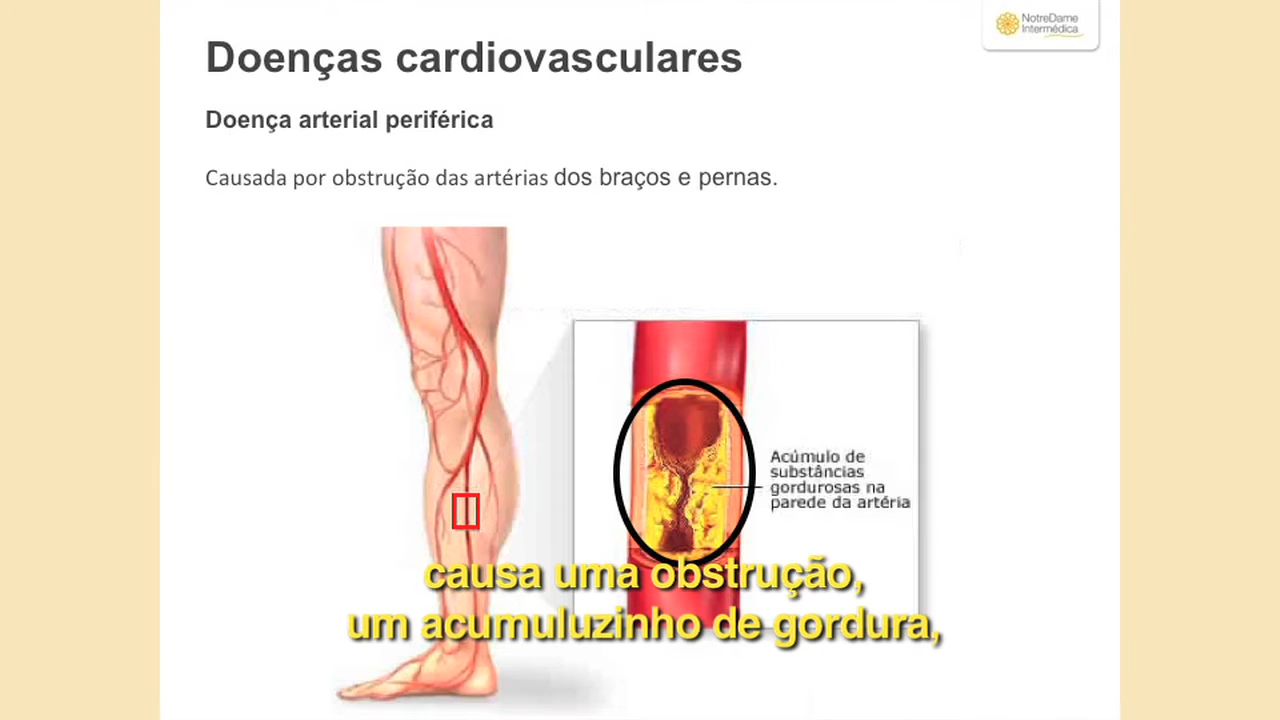 NotreDame
Intermédica
Doenças cardiovasculares
Doença arterial periférica
Causada por obstrução das artérias dos braços e pernas.
Acúmulo de
substâncias
gordurosas na
parede da artéria
causa uma obstrução,
um acumuluzinho de gordura,